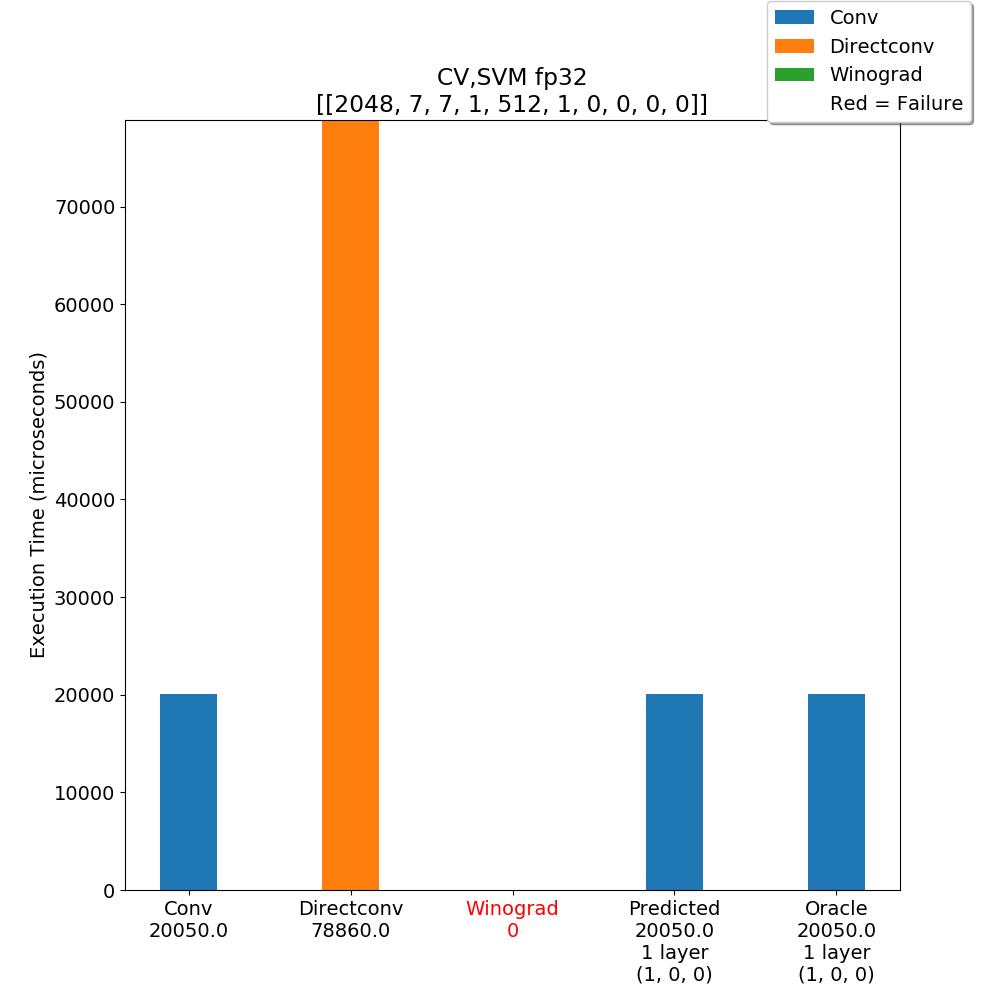 Conv
Directconv
Winograd
Red = Failure
CV,SVM fp32
[[2048, 7, 7, 1, 512, 1, 0, 0, 0, 0]]
Execution Time (microseconds)
70000
60000
50000
40000
30000
20000
10000
0
Conv
20050.0
Directconv
78860.0
Winograd
0
Predicted
20050.0
1 layer
(1, 0, 0)
Oracle
20050.0
1 layer
(1, 0, 0)